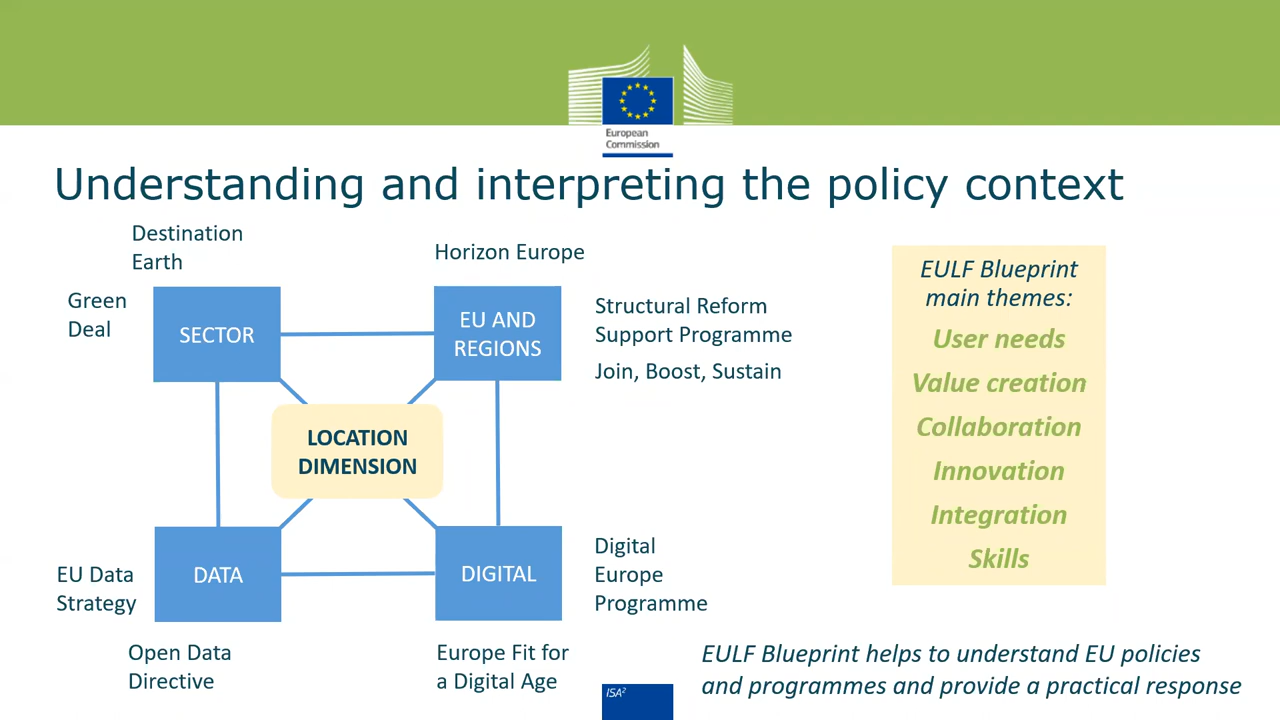 European
Commission
Understanding and interpreting the policy context
Destination
Earth
Horizon Europe
Green
Deal
SECTOR
EU AND
REGIONS
Structural Reform
Support Programme
Join, Boost, Sustain
LOCATION
DIMENSION
EU Data
Strategy
DATA
DIGITAL
Digital
Europe
Programme
Open Data
Directive
Europe Fit for
a Digital Age
EULF Blueprint
main themes:
User needs
Value creation
Collaboration
Innovation
Integration
Skills
EULF Blueprint helps to understand EU policies
and programmes and provide a practical response
ISA²